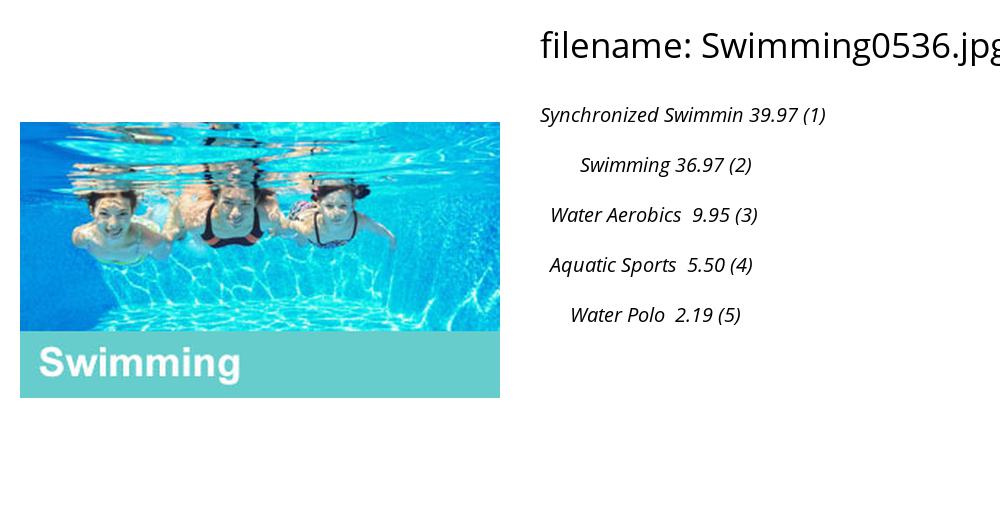 filename: Swimming0536.jpg
Synchronized Swimmin 39.97 (1)
Swimming 36.97 (2)
Water Aerobics 9.95 (3)
Aquatic Sports 5.50 (4)
Water Polo 2.19 (5)
Swimming